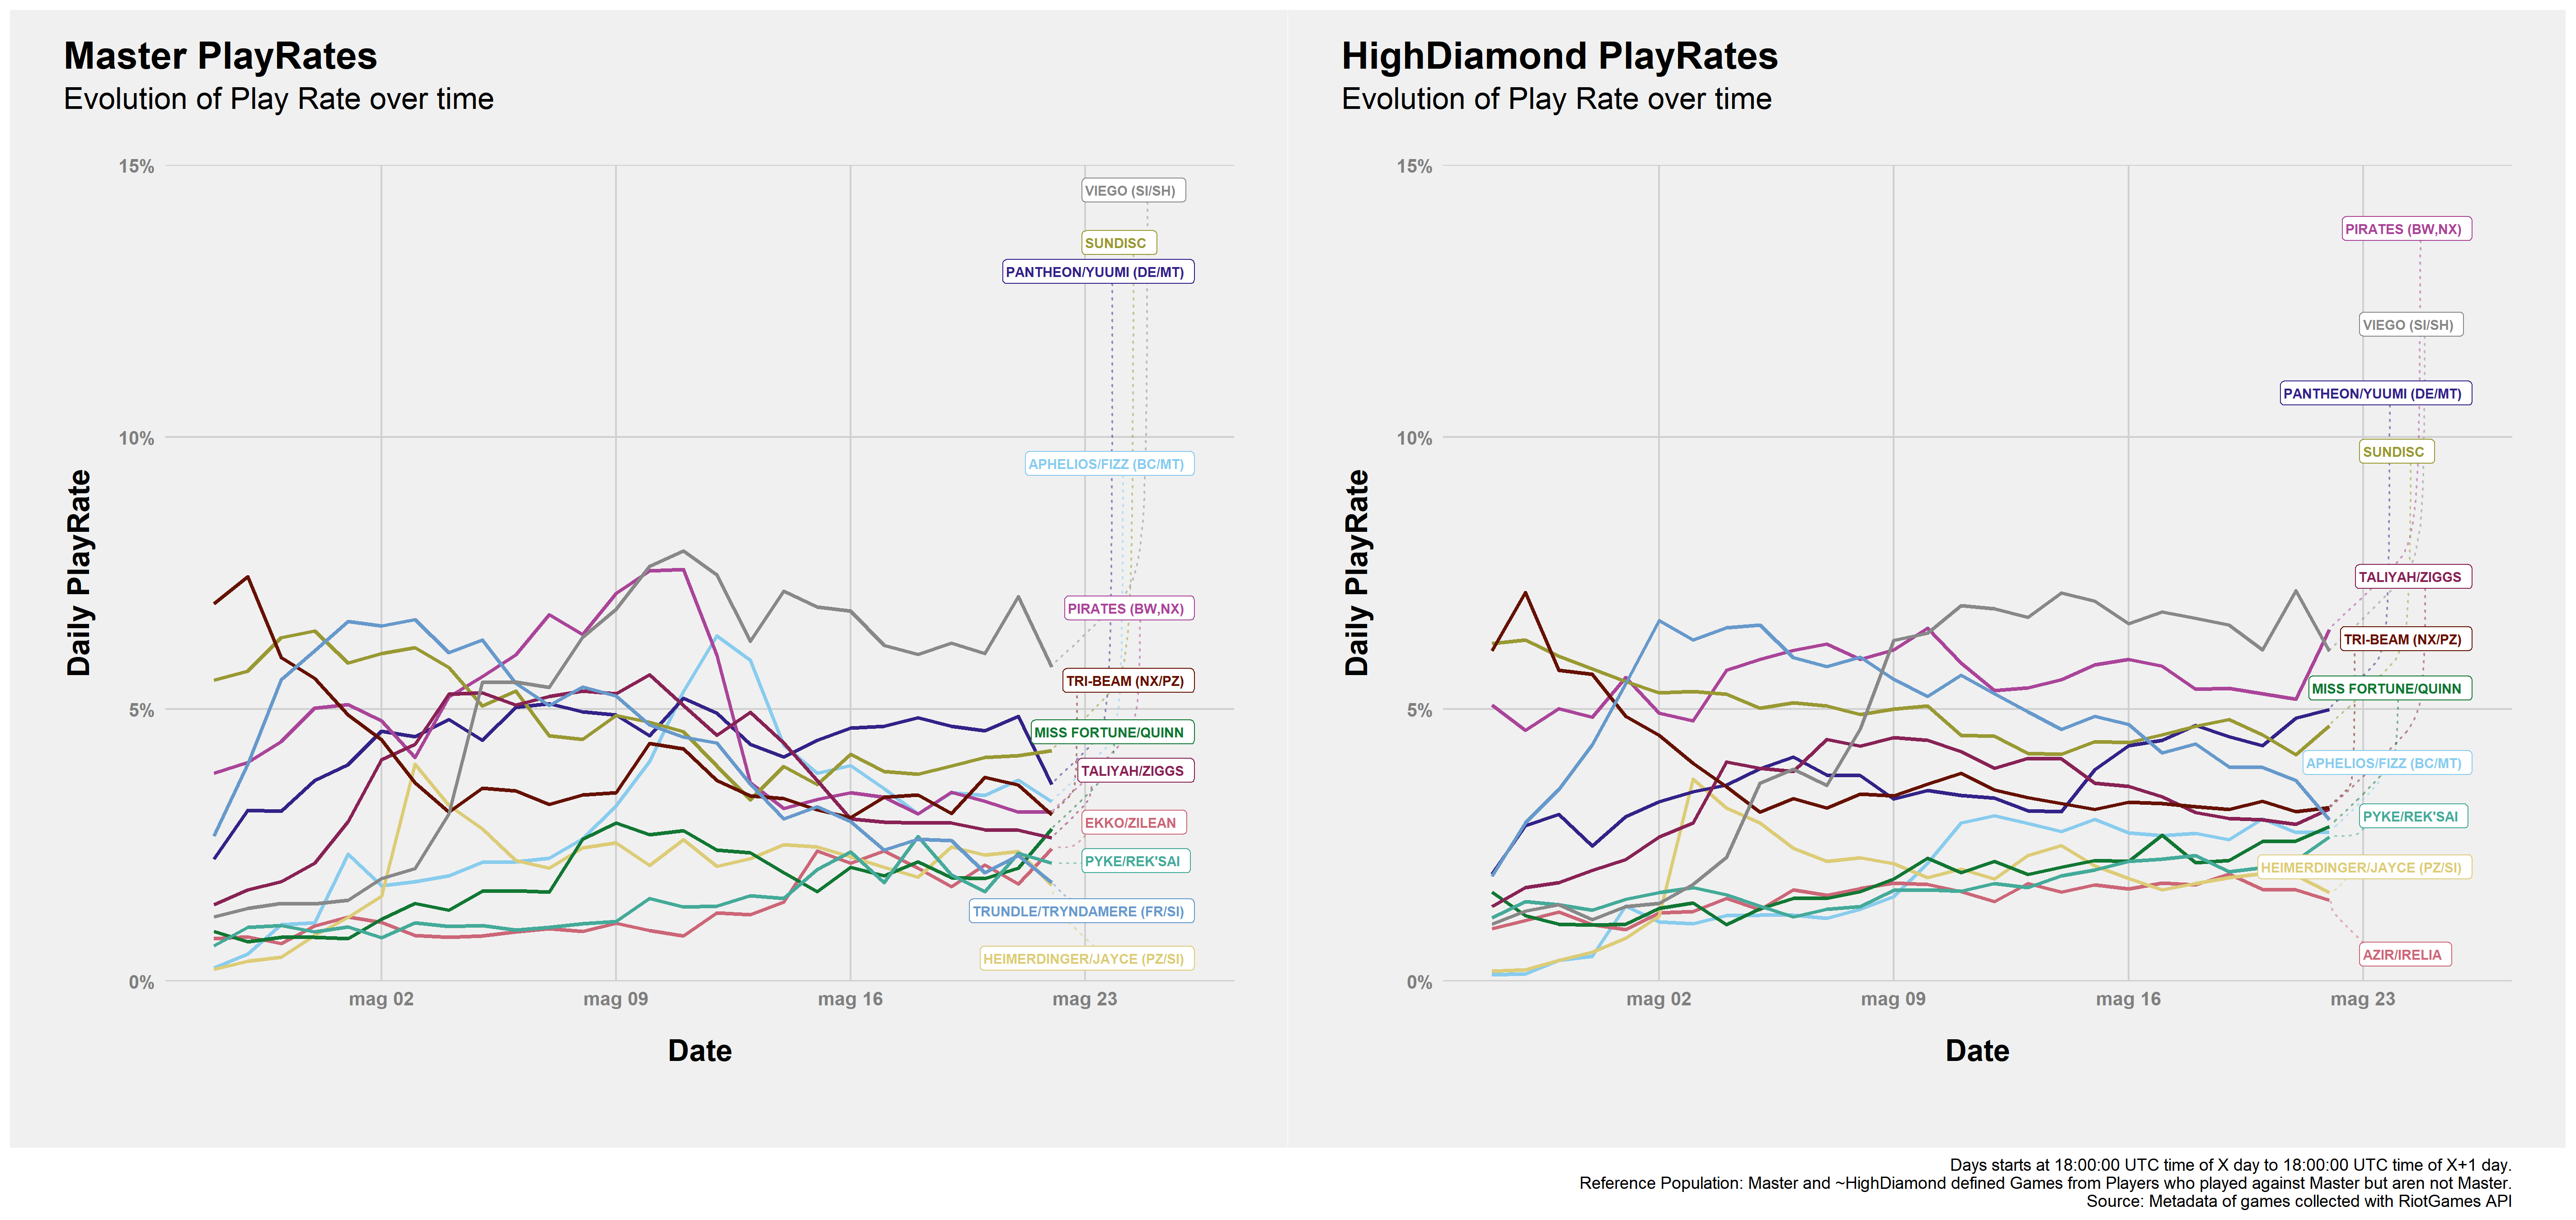 Master PlayRates
Evolution of Play Rate over time
15%
10%
5%
0%
Daily PlayRate
mag 02
mag 09
mag 16
mag 23
Date
VIEGO (SI/SH)
SUNDISC
PANTHEON/YUUMI (DE/MT)
APHELIOS/FIZZ (BC/MT)
PIRATES (BW,NX)
TRI-BEAM (NX/PZ)
MISS FORTUNE/QUINN
TALIYAH/ZIGGS
EKKO/ZILEAN
PYKE/REK'SAI
TRUNDLE/TRYNDAMERE (FR/SI)
HEIMERDINGER/JAYCE (PZ/SI)
HighDiamond PlayRates
Evolution of Play Rate over time
15%
10%
5%
0%
Daily PlayRate
mag 02
mag 09
mag 16
mag 23
Date
PIRATES (BW,NX)
VIEGO (SI/SH)
PANTHEON/YUUMI (DE/MT)
SUNDISC
TALIYAH/ZIGGS
TRI-BEAM (NX/PZ)
MISS FORTUNE/QUINN
APHELIOS/FIZZ (BC/MT)
PYKE/REK'SAI
HEIMERDINGER/JAYCE (PZ/SI)
AZIR/IRELIA
Days starts at 18:00:00 UTC time of X day to 18:00:00 UTC time of X+1 day.
Reference Population: Master and ~HighDiamond defined Games from Players who played against Master but aren not Master.
Source: Metadata of games collected with RiotGames API